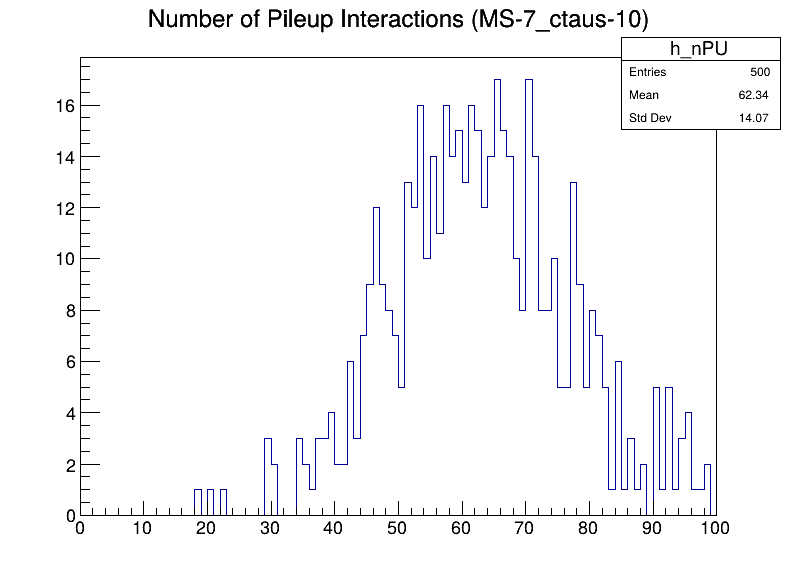 Number of Pileup Interactions (MS-7_ctaus-10)
h_nPU
Entries 500
Mean 62.34
Std Dev 14.07
16
14
12
10
8
6
4
2
0
0 10 20 30 40 50 60 70 80 90 100